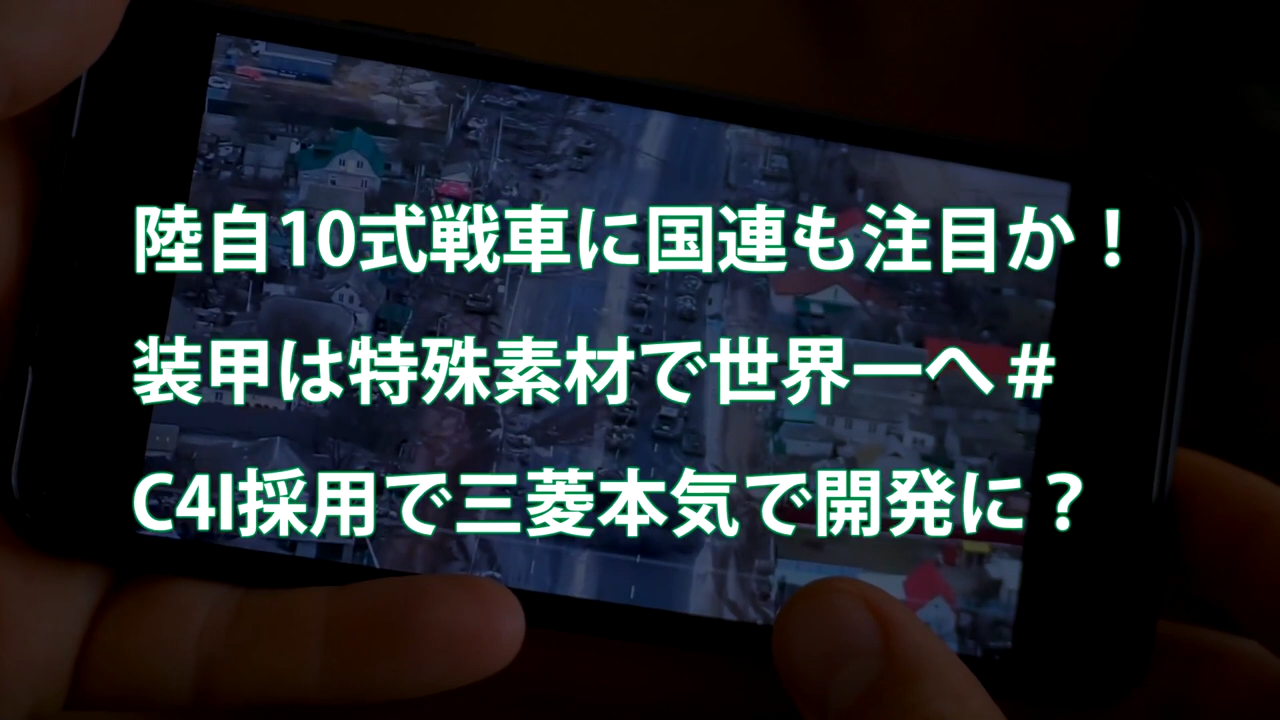 陸自10式戦車に国連も注目か！
装甲は特殊素材で世界一へ＃
C4I採用で三菱本気で開発に？